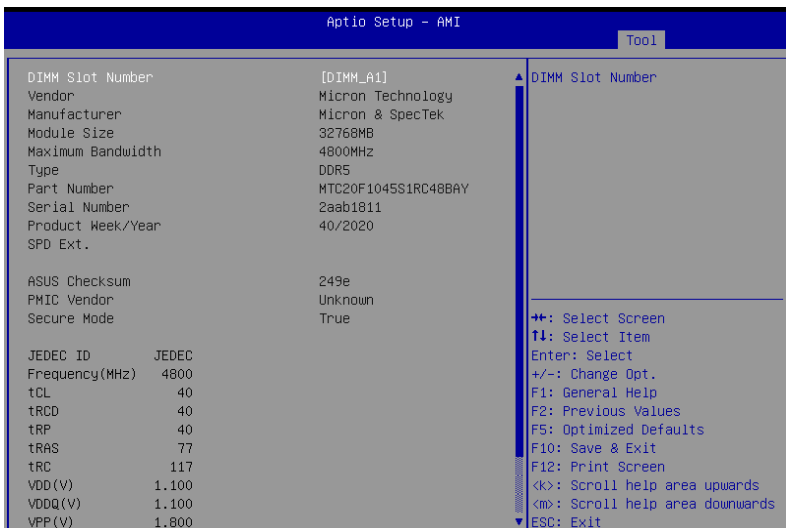 Aptio Setup - AMI
Tool
DIMM Slot Number [DIMM_A1]
Vendor Micron Technology
Manufacturer Micron & SpecTek
Module Size 32768MB
Maximum Bandwidth 4800MHz
Type DDR5
Part Number MTC20F1045S1RC48BAY
Serial Number 2aab1811
Product Week/Year 40/2020
SPD Ext.
ASUS Checksum 249e
PMIC Vendor Unknown
Secure Mode True
JEDEC ID JEDEC
Frequency(MHz) 4800
tCL 40
tRCD 40
tRP 40
tRAS 77
tRC 117
VDD(V) 1.100
VDDQ(V) 1.100
VPP(V) 1.800
DIMM Slot Number
→←: Select Screen
↑↓: Select Item
Enter: Select
+/-: Change Opt.
F1: General Help
F2: Previous Values
F5: Optimized Defaults
F10: Save & Exit
F12: Print Screen
<k>: Scroll help area upwards
<m>: Scroll help area downwards
ESC: Exit